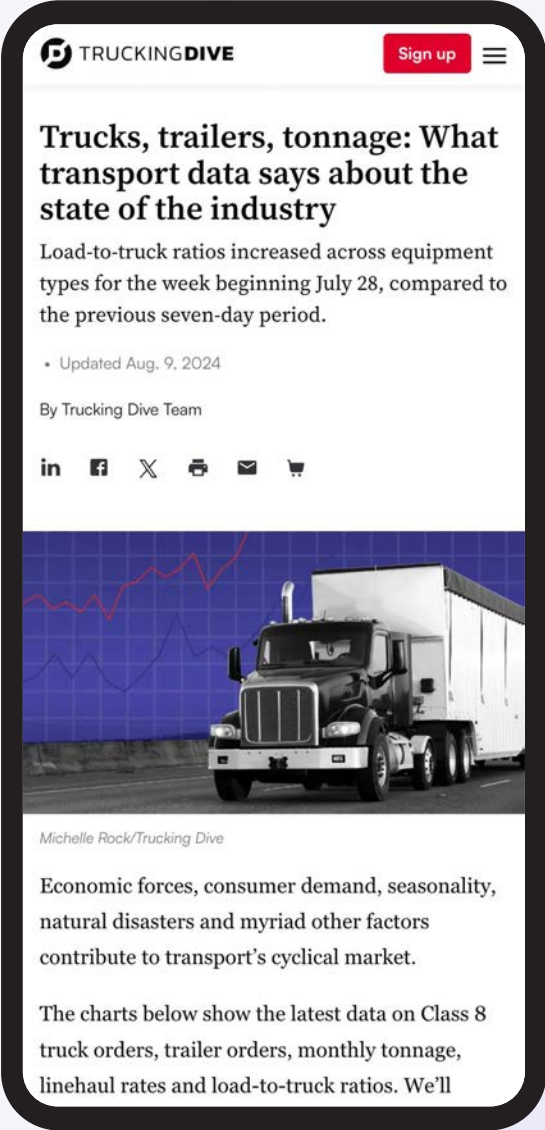 TRUCKINGDIVE
Sign up
Trucks, trailers, tonnage: What
transport data says about the
state of the industry
Load-to-truck ratios increased across equipment
types for the week beginning July 28, compared to
the previous seven-day period.
• Updated Aug. 9, 2024
By Trucking Dive Team
Michelle Rock/Trucking Dive
Economic forces, consumer demand, seasonality,
natural disasters and myriad other factors
contribute to transport’s cyclical market.
The charts below show the latest data on Class 8
truck orders, trailer orders, monthly tonnage,
linehaul rates and load-to-truck ratios. We’ll